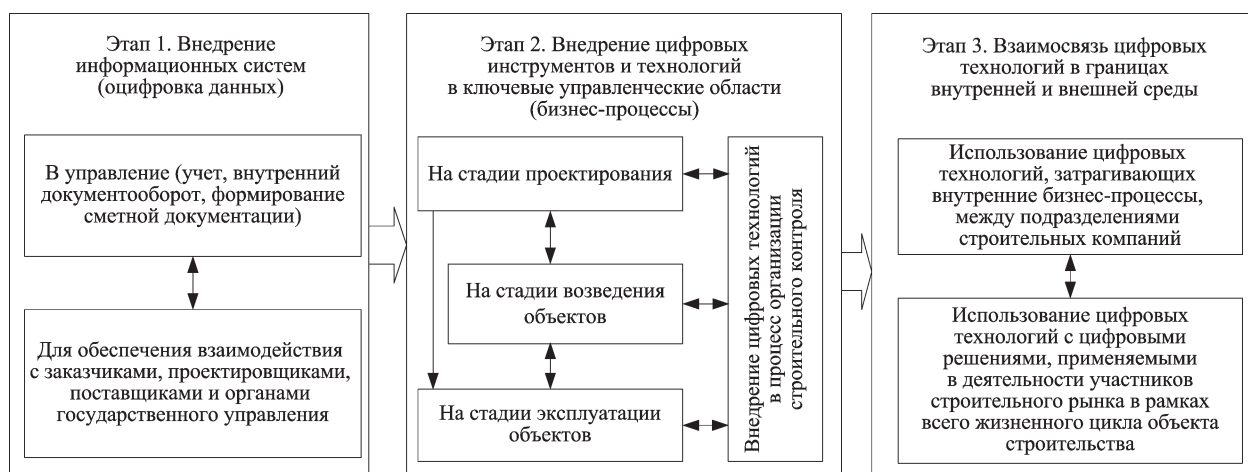 Этап 1. Внедрение
информационных систем
(оцифровка данных)
В управление (учет, внутренний
документооборот, формирование
сметной документации)
Для обеспечения взаимодействия
с заказчиками, проектировщиками,
поставщиками и органами
государственного управления
Этап 2. Внедрение цифровых
инструментов и технологий
в ключевые управленческие области
(бизнес-процессы)
На стадии проектирования
На стадии возведения
объектов
На стадии эксплуатации
объектов
Внедрение цифровых технологий
в процесс организации
строительного контроля
Этап 3. Взаимосвязь цифровых
технологий в границах
внутренней и внешней среды
Использование цифровых
технологий, затрагивающих
внутренние бизнес-процессы,
между подразделениями
строительных компаний
Использование цифровых
технологий с цифровыми
решениями, применяемыми
в деятельности участников
строительного рынка в рамках
всего жизненного цикла объекта
строительства